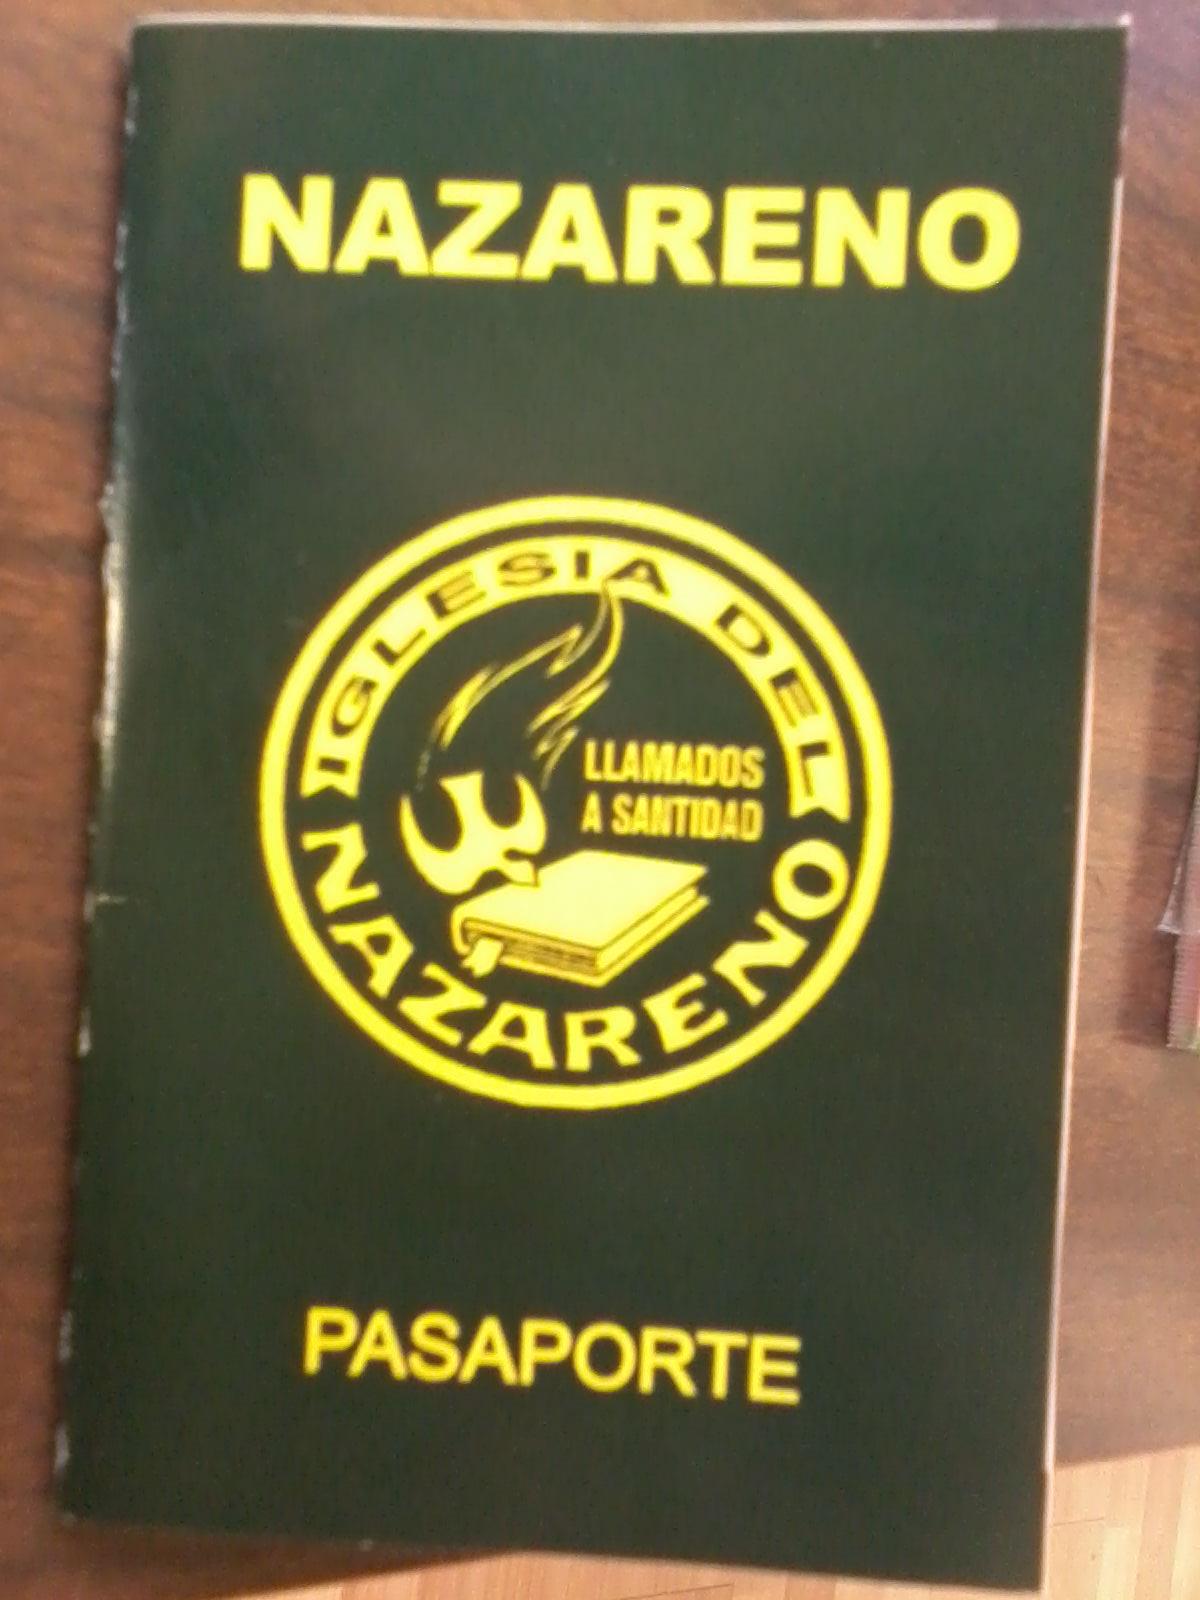 NAZARENO
IGLESIA DEL
LLAMADOS
A SANTIDAD
NAZARENO
PASAPORTE